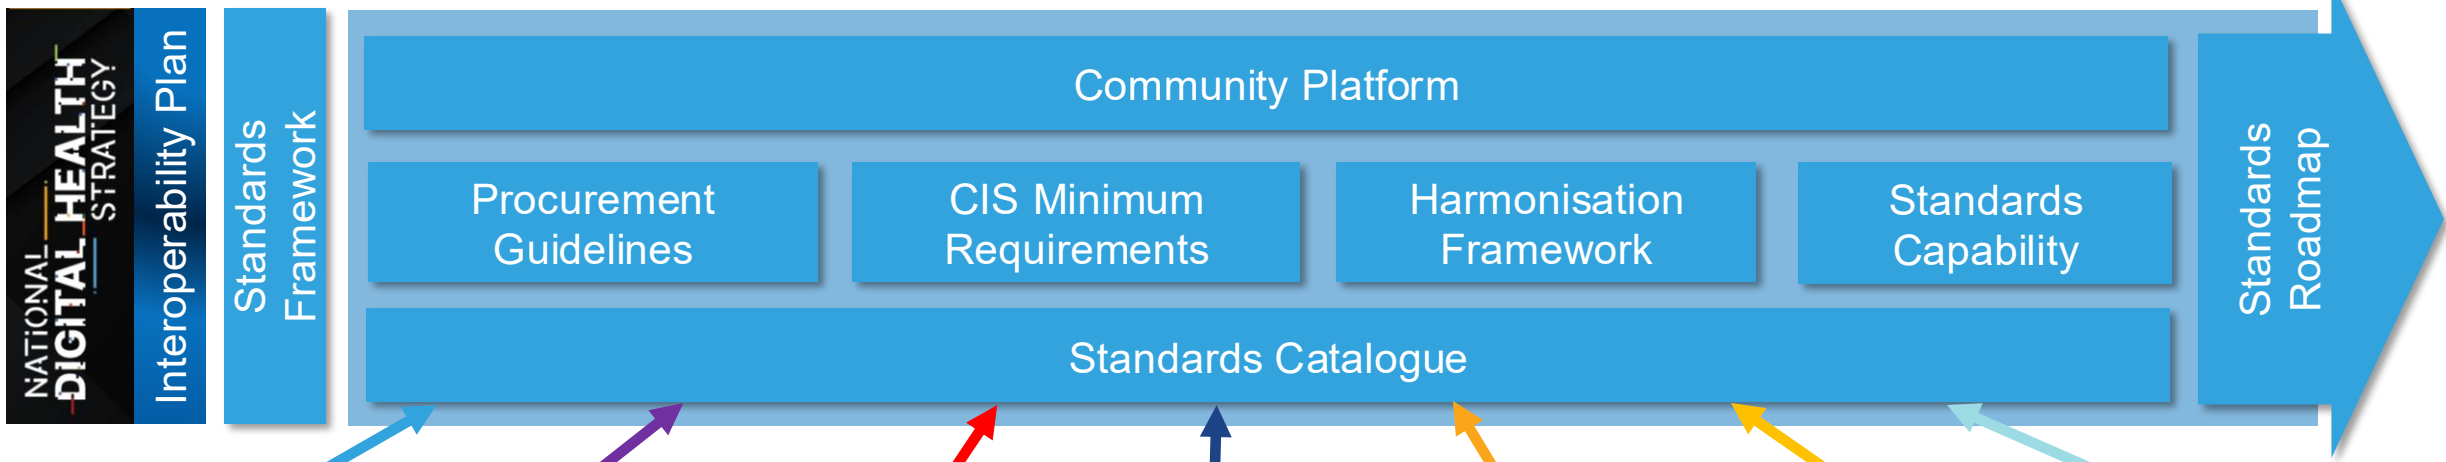 NATIONAL
DIGITAL HEALTH
STRATEGY
Interoperability Plan
Standards
Framework
Community Platform
Procurement
Guidelines
CIS Minimum
Requirements
Harmonisation
Framework
Standards
Capability
Standards Catalogue
Standards
Roadmap